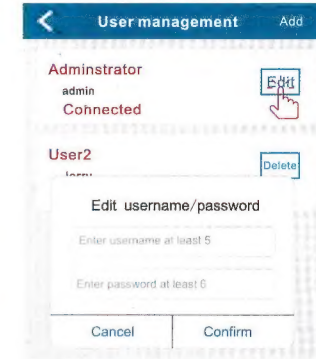 User management
Add
Adminstrator
Edit
admin
Connected
User2
Delete
Edit username/password
Enter username at least 5
Enter password at least 6
Cancel
Confirm